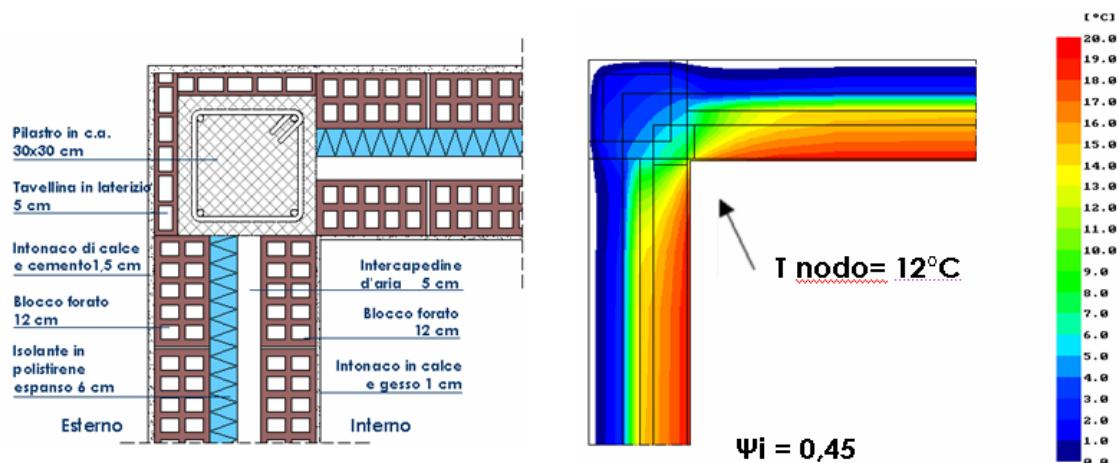 Pilastro in c.a.
30x30 cm
Tavellina in laterizio
5 cm
Intonaco di calce
e cemento1,5 cm
Blocco forato
12 cm
Isolante in
polistirene
espanso 6 cm
Esterno
Intercapedine
d'aria 5 cm
Blocco forato
12 cm
Intonaco in calce
e gesso 1 cm
Interno
T nodo= 12°C
Ψi = 0,45
[°C]
20.0
19.0
18.0
17.0
16.0
15.0
14.0
13.0
12.0
11.0
10.0
9.0
8.0
7.0
6.0
5.0
4.0
3.0
2.0
1.0
0.0